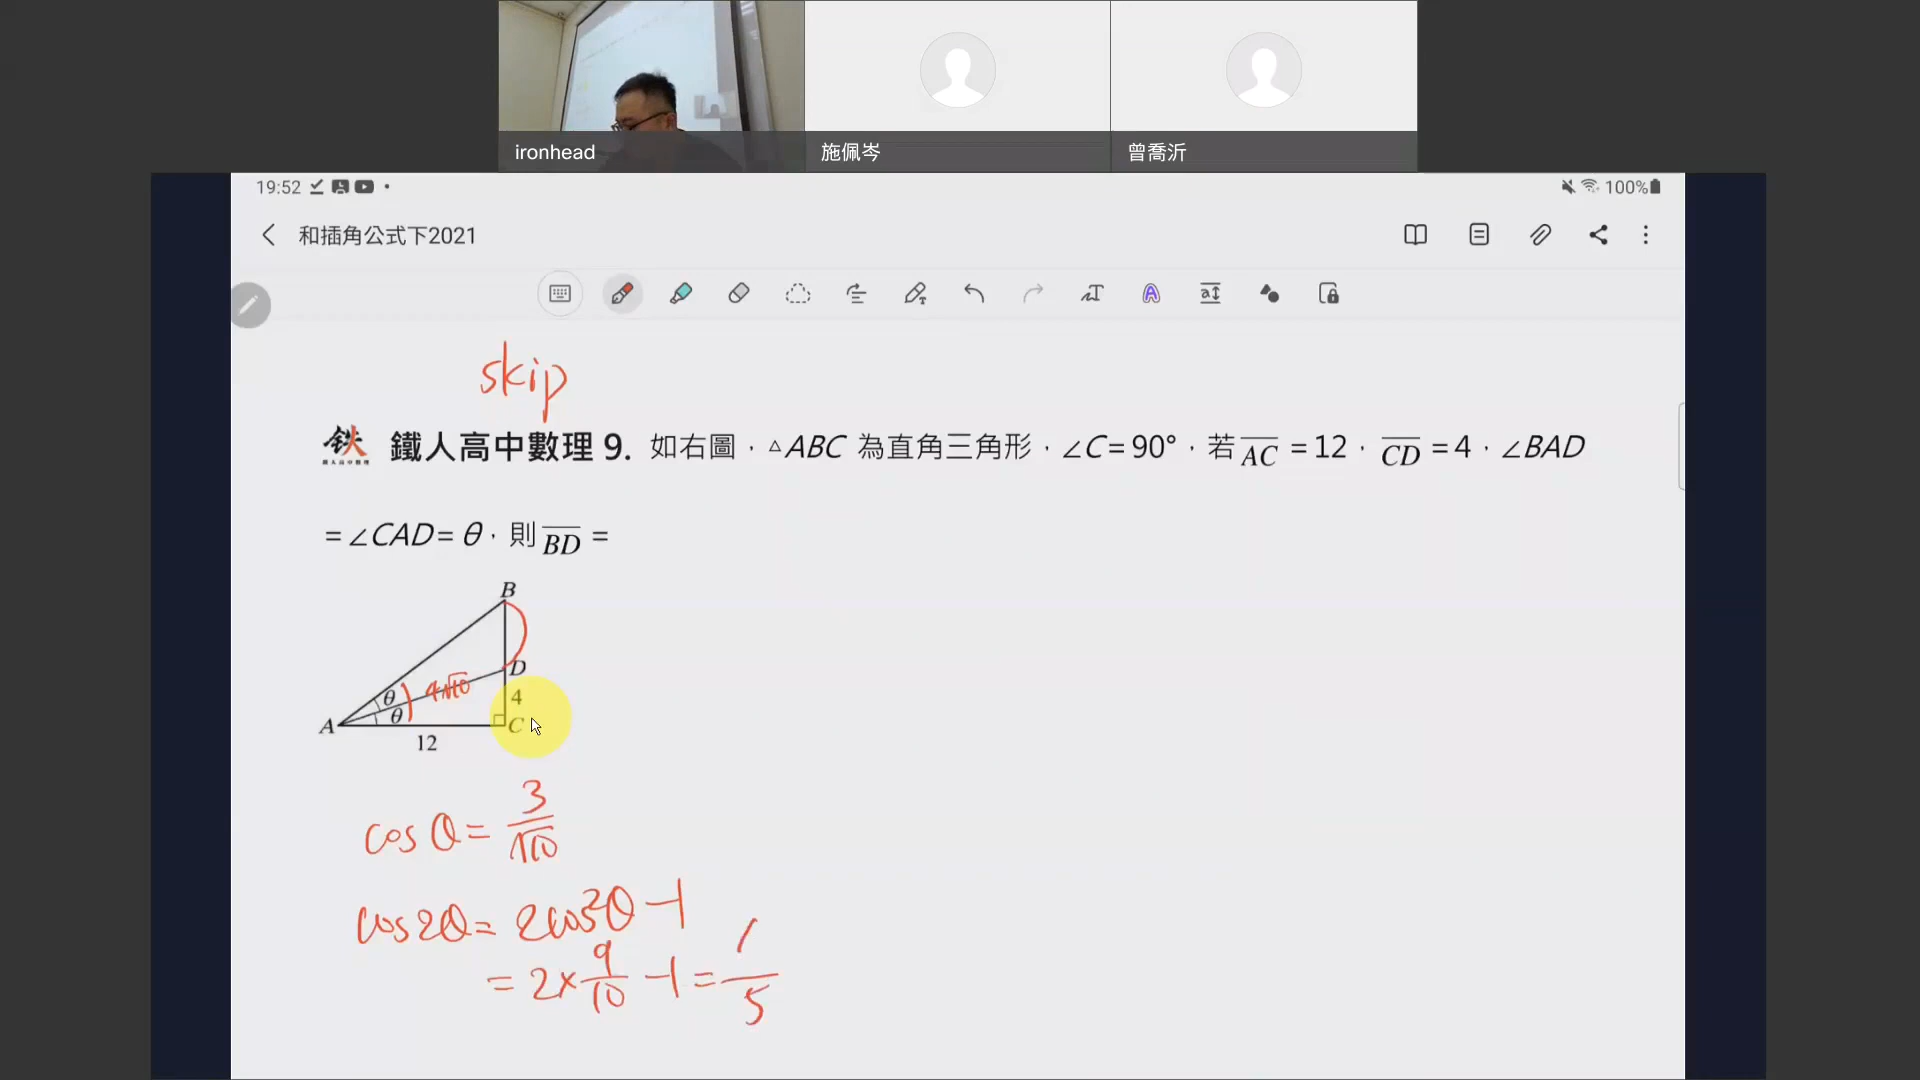 ironhead
施佩岑
曾喬沂
19:52
100%
和插角公式下2021
skip
鐵人高中數理 9. 如右圖,△ABC 為直角三角形,∠C=90°,若 AC =12,CD =4,∠BAD
=∠CAD=θ,則 BD =
B
D
4√10
θ
4
θ
A
C
12
cos θ = 3/√10
cos2θ = 2cos²θ -1
= 2× 9/10 -1 = 1/5